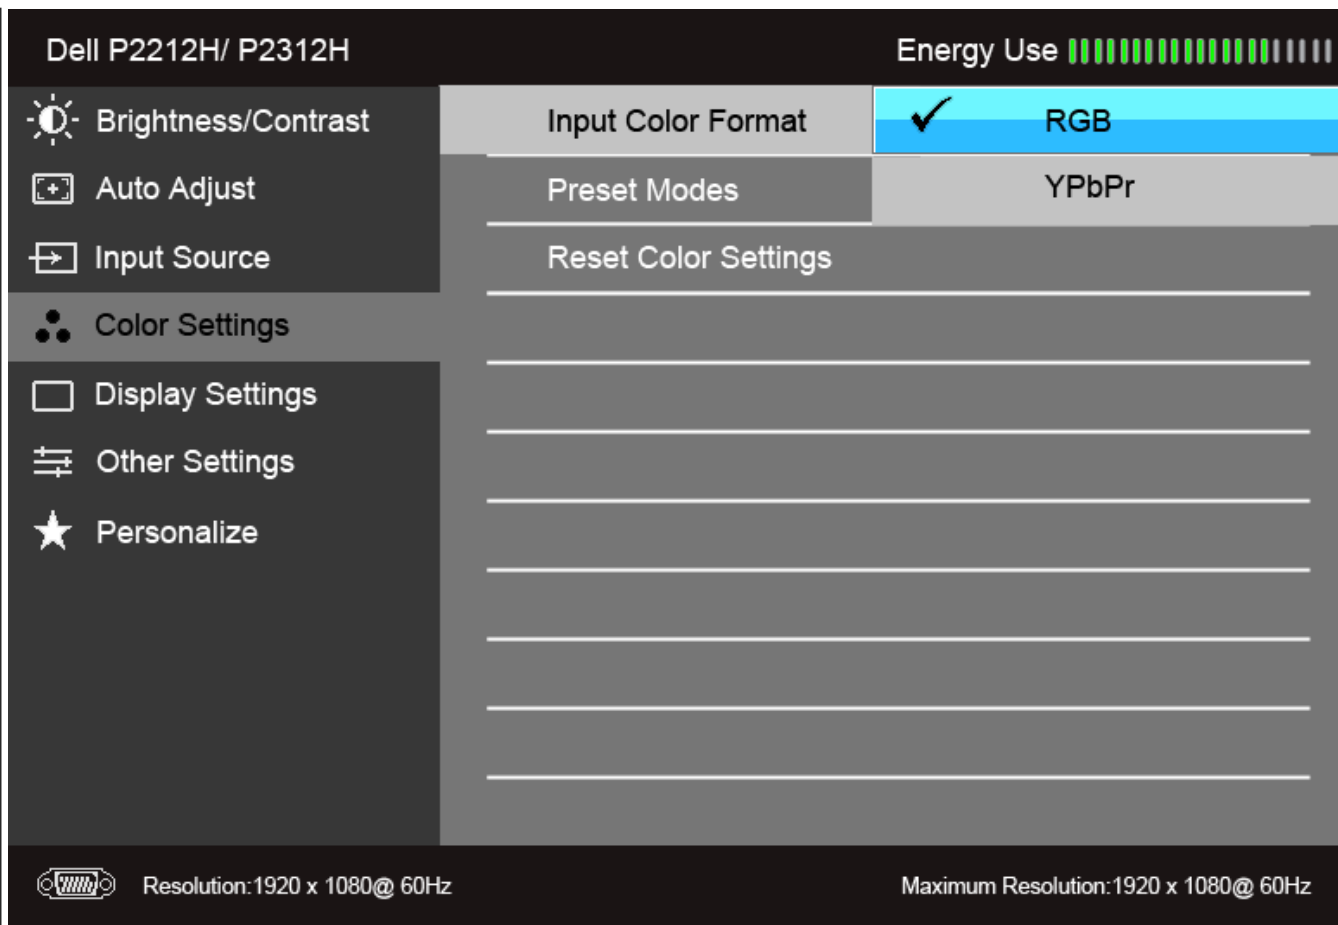 Dell P2212H/ P2312H
Energy Use
Brightness/Contrast
Input Color Format
RGB
Auto Adjust
Preset Modes
YPbPr
Input Source
Reset Color Settings
Color Settings
Display Settings
Other Settings
Personalize
Resolution:1920 x 1080@ 60Hz
Maximum Resolution:1920 x 1080@ 60Hz